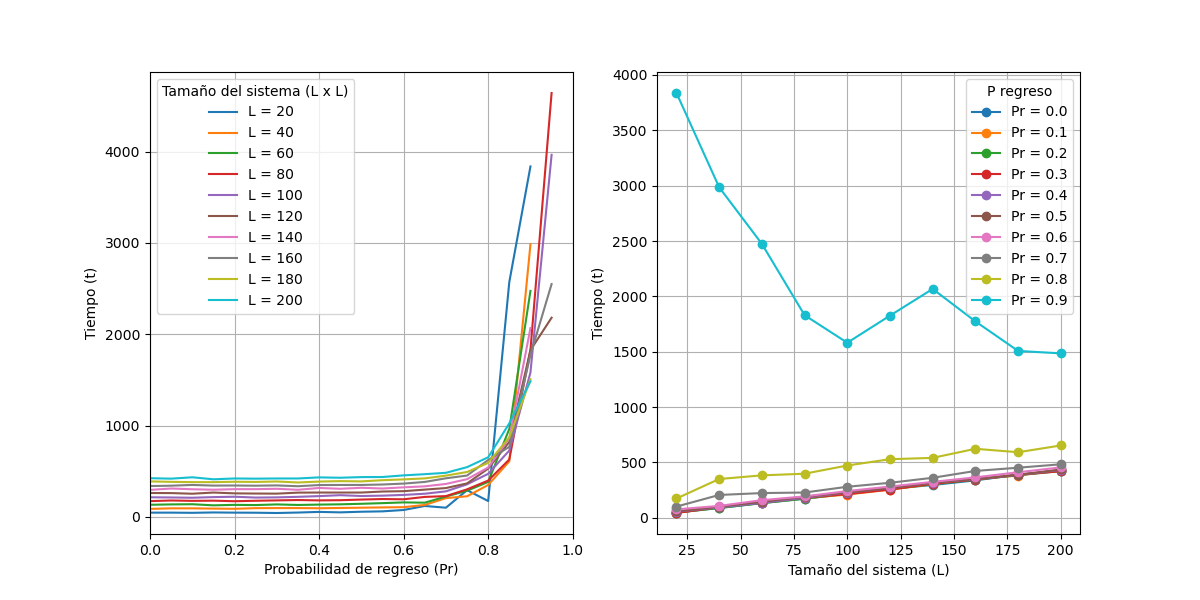 Tamaño del sistema (L x L)
L = 20
L = 40
L = 60
L = 80
L = 100
L = 120
L = 140
L = 160
L = 180
L = 200
Tiempo (t)
4000
3000
2000
1000
0
0.0 0.2 0.4 0.6 0.8 1.0
Probabilidad de regreso (Pr)
P regreso
Pr = 0.0
Pr = 0.1
Pr = 0.2
Pr = 0.3
Pr = 0.4
Pr = 0.5
Pr = 0.6
Pr = 0.7
Pr = 0.8
Pr = 0.9
Tiempo (t)
4000
3500
3000
2500
2000
1500
1000
500
0
25 50 75 100 125 150 175 200
Tamaño del sistema (L)